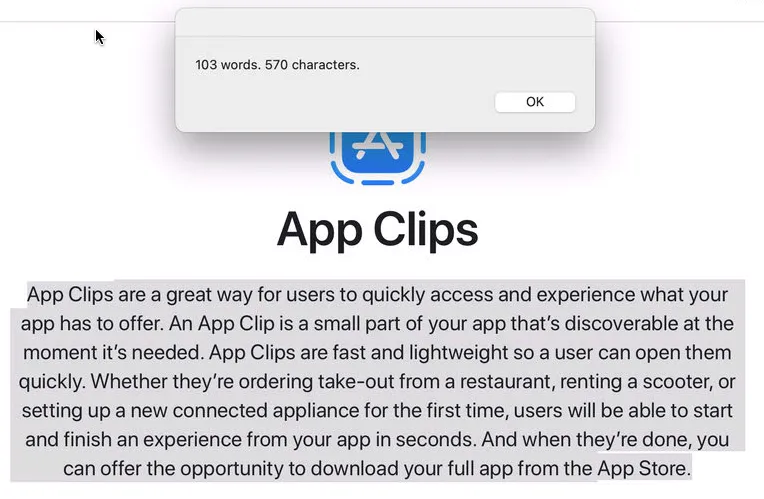 103 words. 570 characters.
OK
App Clips
App Clips are a great way for users to quickly access and experience what your
app has to offer. An App Clip is a small part of your app that’s discoverable at the
moment it’s needed. App Clips are fast and lightweight so a user can open them
quickly. Whether they’re ordering take-out from a restaurant, renting a scooter, or
setting up a new connected appliance for the first time, users will be able to start
and finish an experience from your app in seconds. And when they’re done, you
can offer the opportunity to download your full app from the App Store.